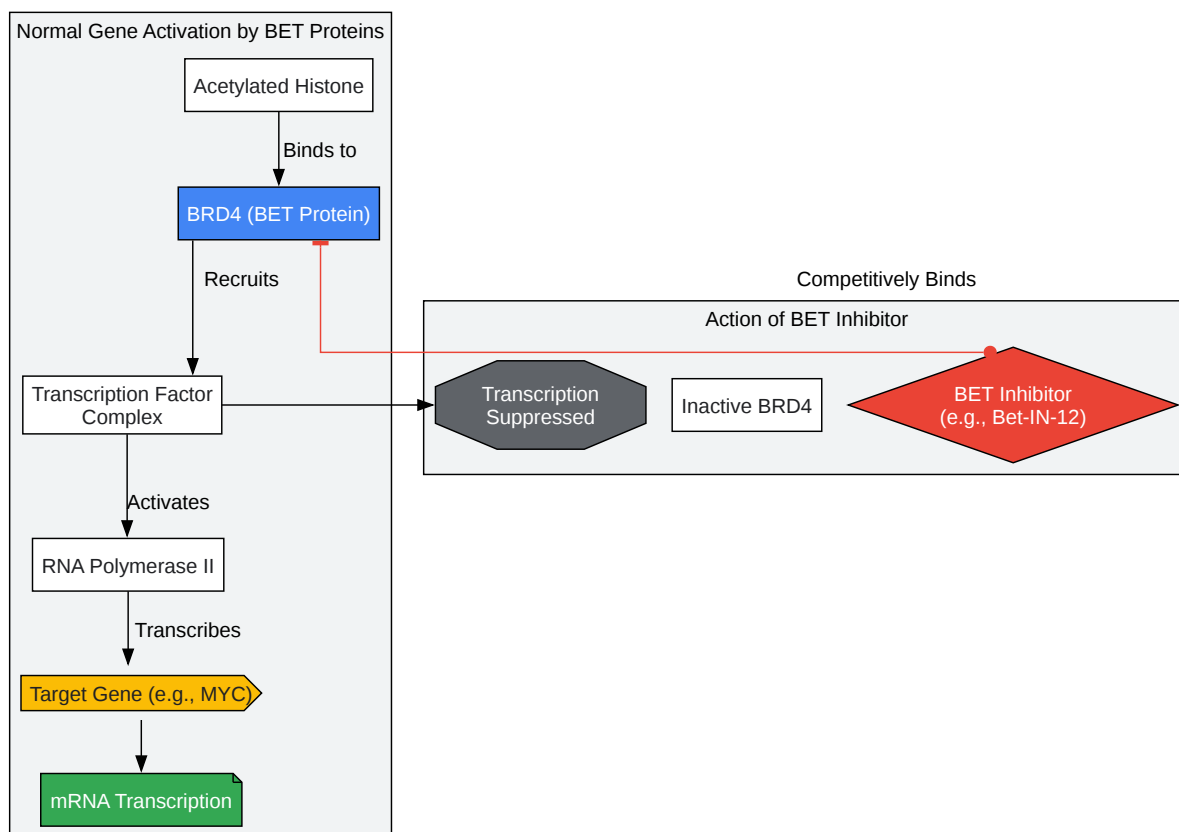 Normal Gene Activation by BET Proteins
Acetylated Histone
Binds to
BRD4 (BET Protein)
Recruits
Transcription Factor
Complex
Activates
RNA Polymerase II
Transcribes
Target Gene (e.g., MYC)
mRNA Transcription
Competitively Binds
Action of BET Inhibitor
Transcription
Suppressed
Inactive BRD4
BET Inhibitor
(e.g., Bet-IN-12)